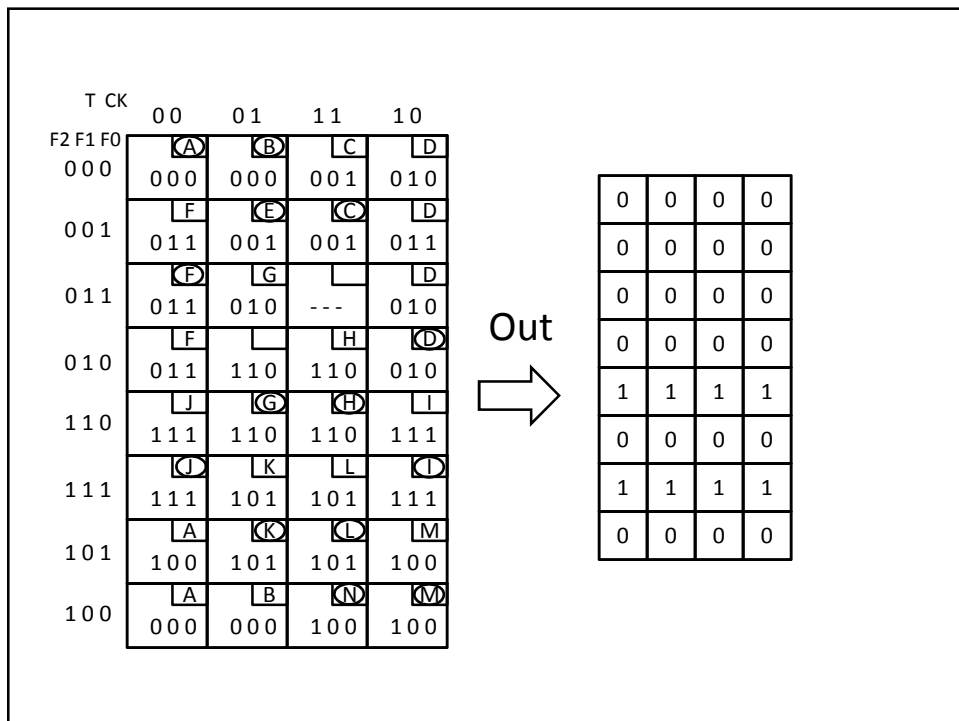 T CK
0 0 0 1 1 1 1 0
F2 F1 F0
A B C D
0 0 0 0 0 0 0 0 0 0 0 1 0 1 0
F E C D
0 0 1 0 1 1 0 0 1 0 0 1 0 1 1
F G D
0 1 1 0 1 1 0 1 0 - - - 0 1 0
F H D
0 1 0 0 1 1 1 1 0 1 1 0 0 1 0
J G H I
1 1 0 1 1 1 1 1 0 1 1 0 1 1 1
J K L I
1 1 1 1 1 1 1 0 1 1 0 1 1 1 1
A K L M
1 0 1 1 0 0 1 0 1 1 0 1 1 0 0
A B N M
1 0 0 0 0 0 0 0 0 1 0 0 1 0 0
Out
0 0 0 0
0 0 0 0
0 0 0 0
0 0 0 0
1 1 1 1
0 0 0 0
1 1 1 1
0 0 0 0